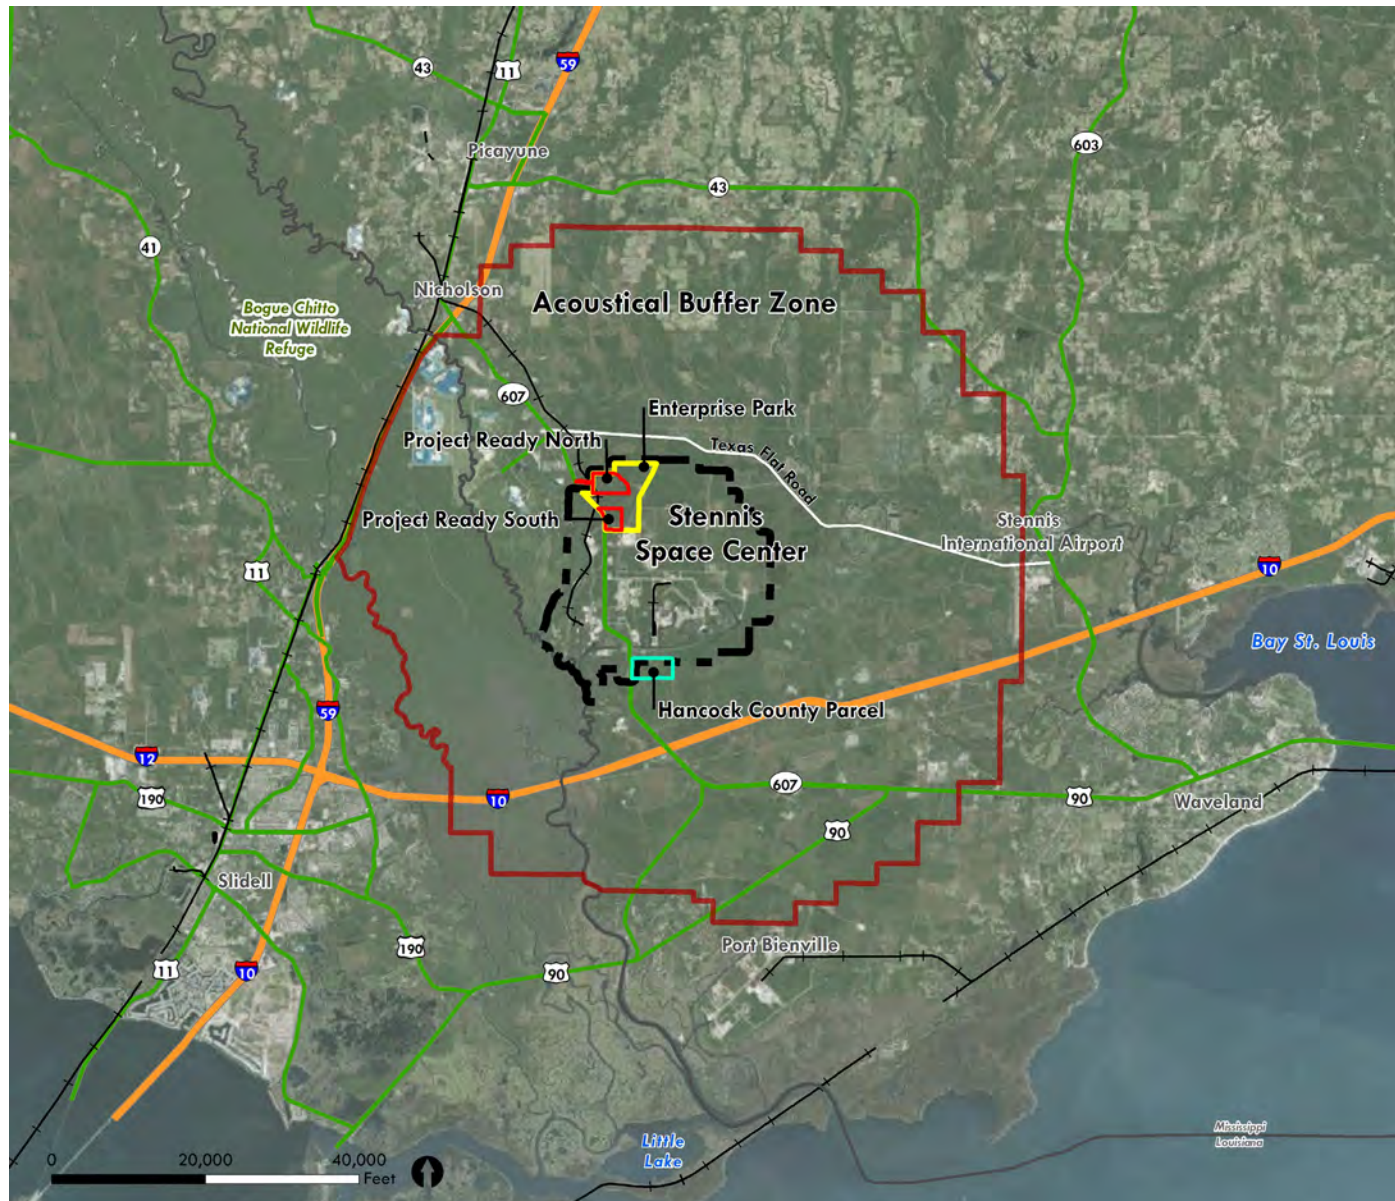 43
11
59
Picayune
603
43
41
Nicholson
Acoustical Buffer Zone
Bogue Chitto
National Wildlife
Refuge
607
Enterprise Park
Project Ready North
Texas Flat Road
Project Ready South
Stennis
Space Center
Stennis
International Airport
11
10
Bay St. Louis
59
Hancock County Parcel
12
190
10
607
90
Waveland
90
Slidell
190
Port Bienville
11
10
90
Mississippi
Louisiana
Little
Lake
0
20,000
40,000
Feet